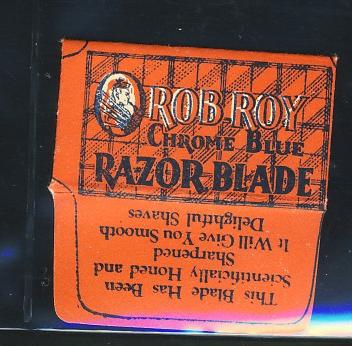 ROB ROY
CHROME BLUE
RAZOR BLADE
This Blade Has Been
Scientifically Honed and
Sharpened
It Will Give You Smooth
Delightful Shaves